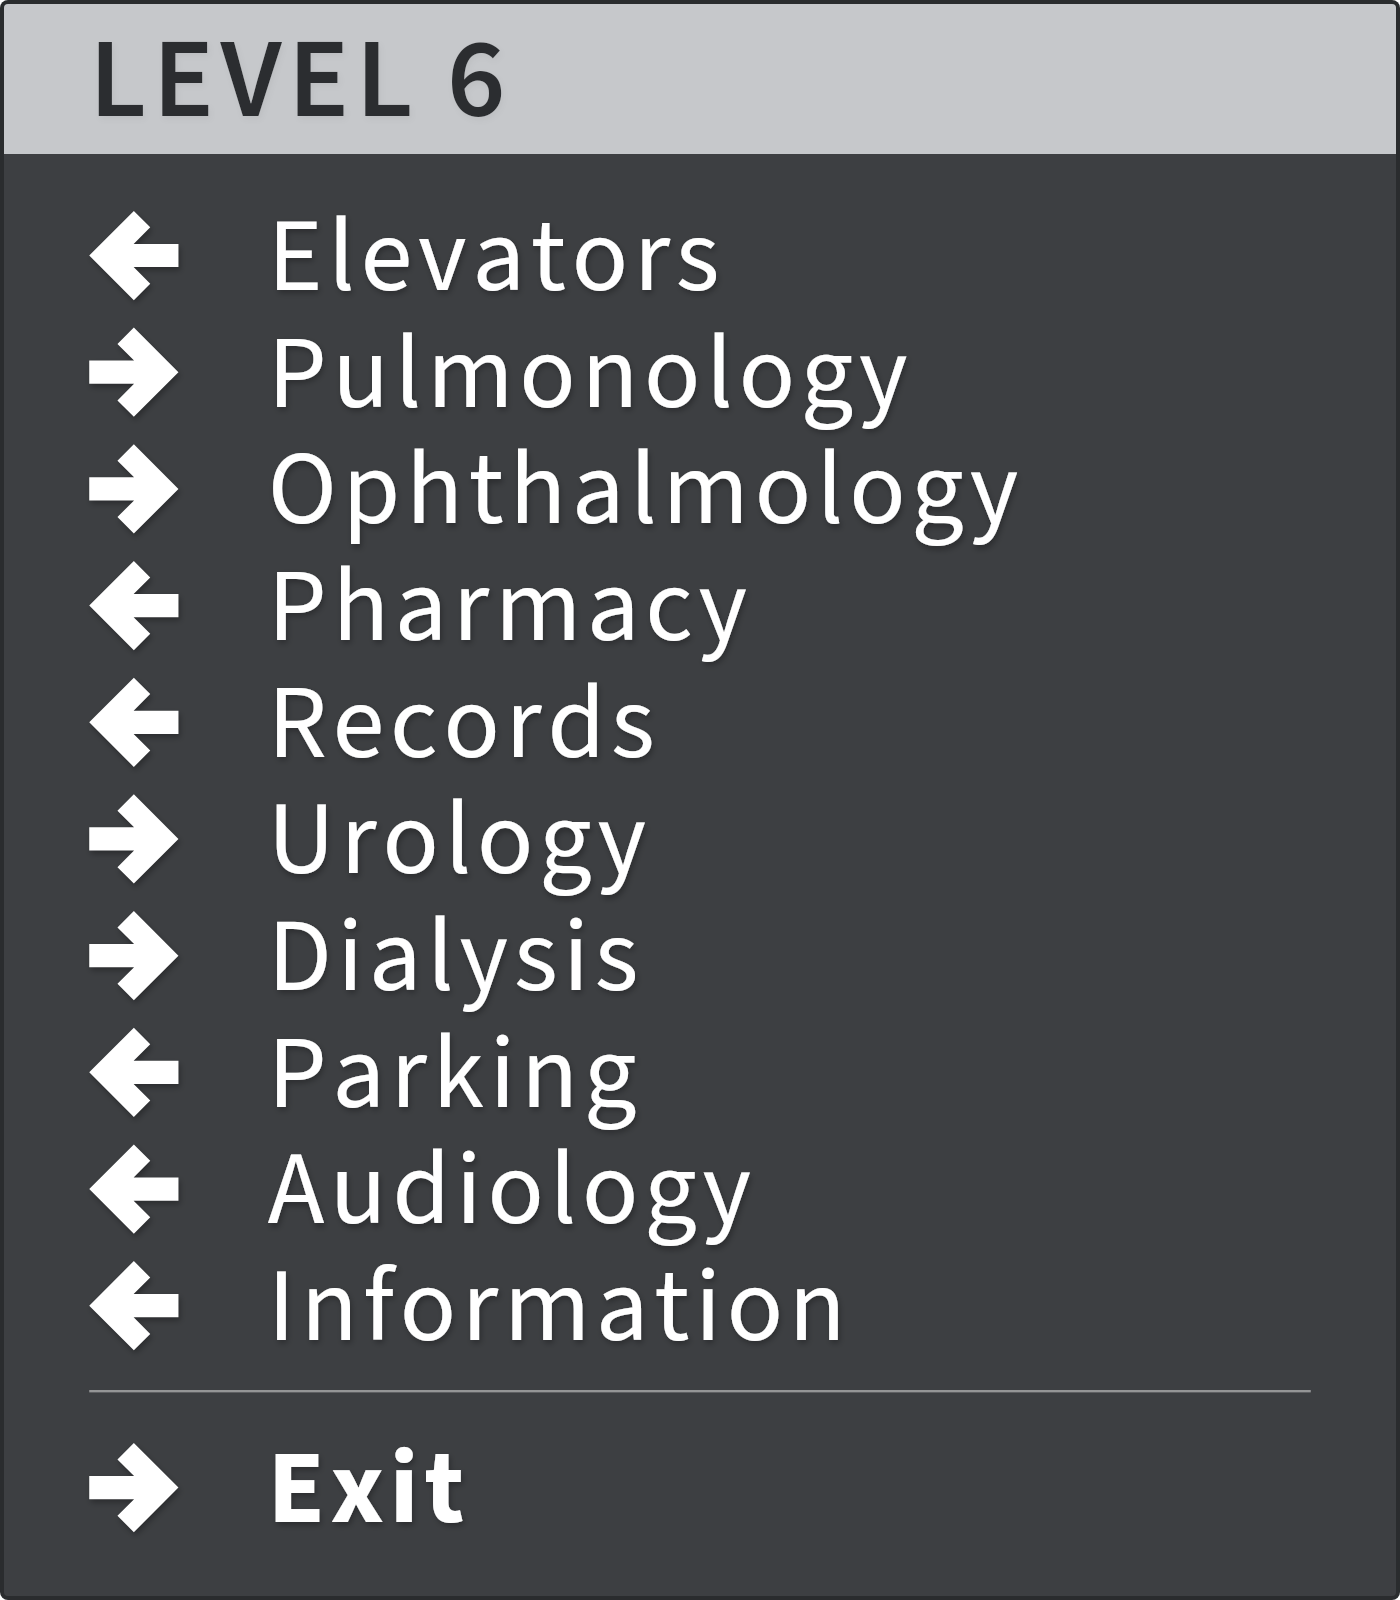 LEVEL 6
Elevators
Pulmonology
Ophthalmology
Pharmacy
Records
Urology
Dialysis
Parking
Audiology
Information
Exit